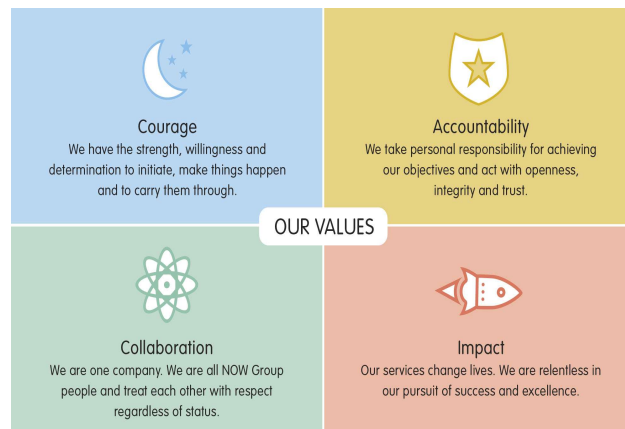 Courage
We have the strength, willingness and
determination to initiate, make things happen
and to carry them through.
Accountability
We take personal responsibility for achieving
our objectives and act with openness,
integrity and trust.
OUR VALUES
Collaboration
We are one company. We are all NOW Group
people and treat each other with respect
regardless of status.
Impact
Our services change lives. We are relentless in
our pursuit of success and excellence.